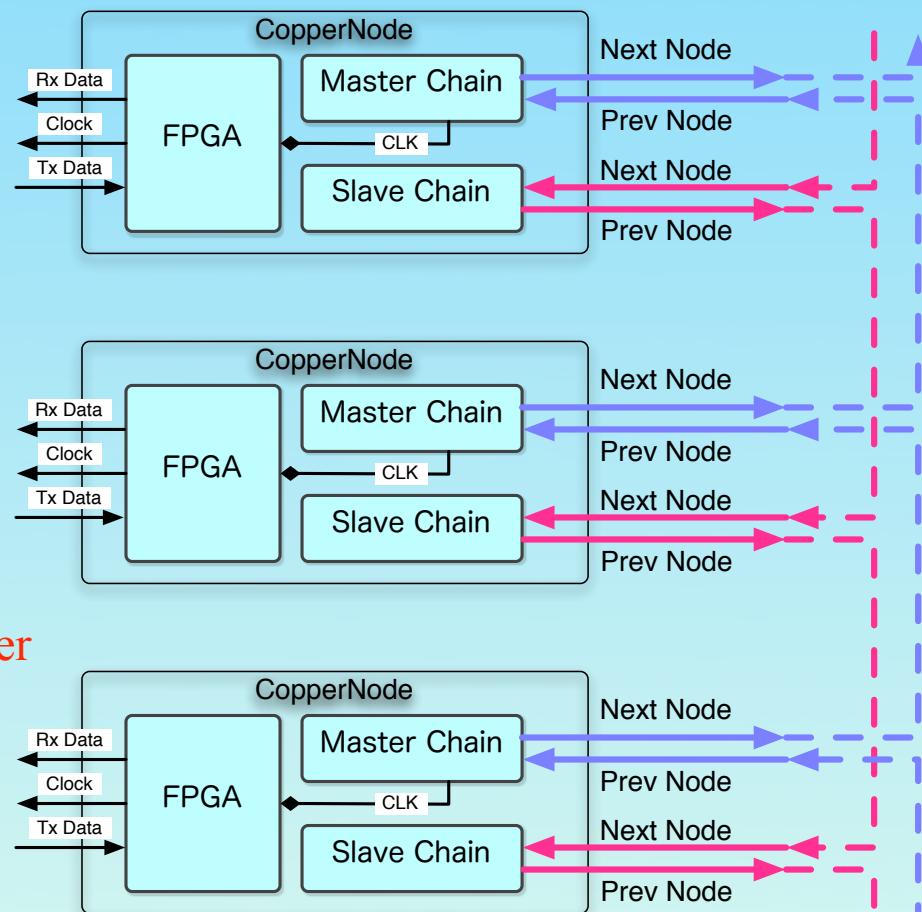 CopperNode
Next Node
Rx Data
Master Chain
Clock
FPGA
Prev Node
CLK
Tx Data
Next Node
Slave Chain
Prev Node
CopperNode
Next Node
Rx Data
Master Chain
Clock
FPGA
Prev Node
CLK
Tx Data
Next Node
Slave Chain
Prev Node
er
CopperNode
Next Node
Rx Data
Master Chain
Clock
FPGA
Prev Node
CLK
Tx Data
Next Node
Slave Chain
Prev Node